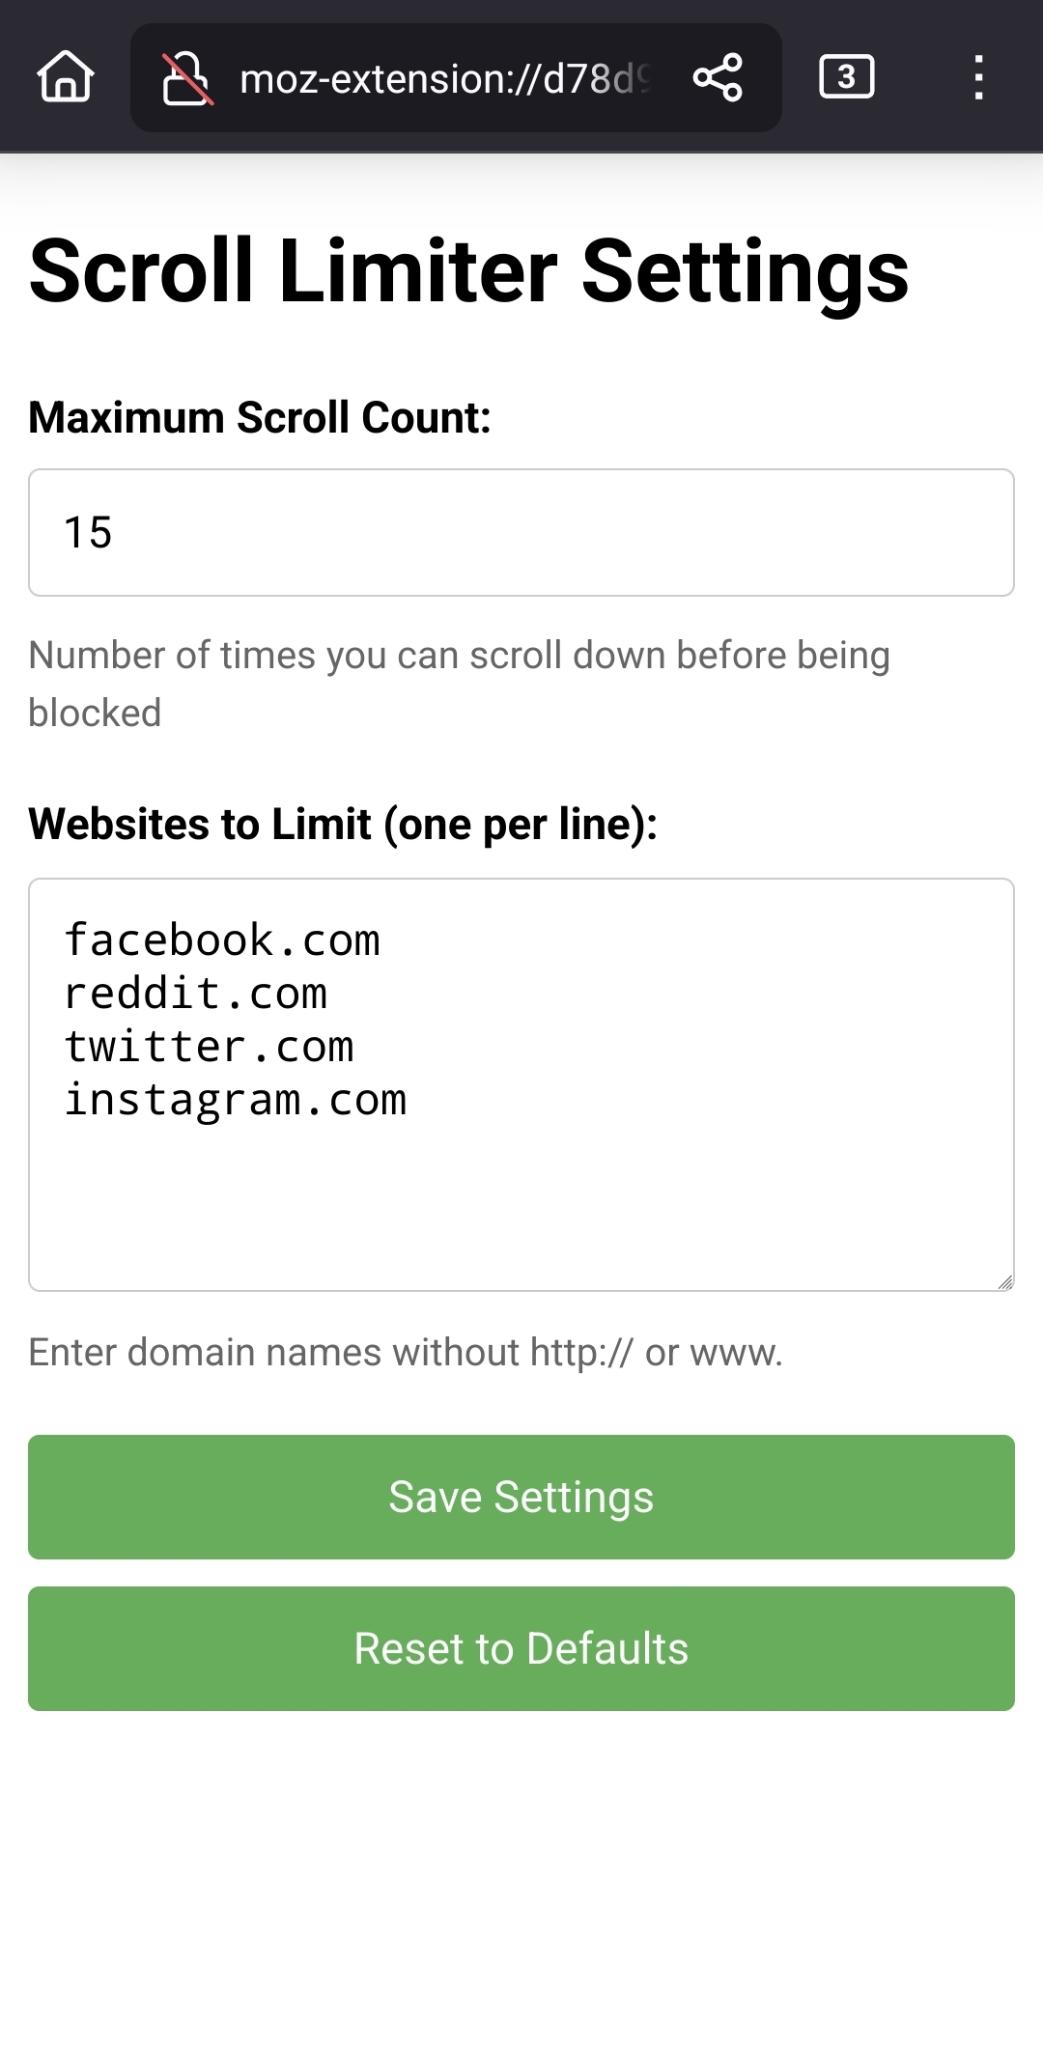 moz-extension://d78d9
3
Scroll Limiter Settings
Maximum Scroll Count:
15
Number of times you can scroll down before being
blocked
Websites to Limit (one per line):
facebook.com
reddit.com
twitter.com
instagram.com
Enter domain names without http:// or www.
Save Settings
Reset to Defaults